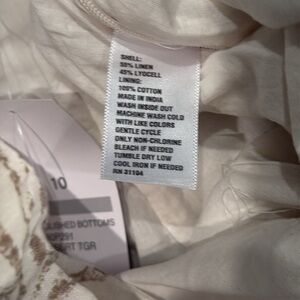 SHELL:
55% LINEN
45% LYOCELL
LINING:
100% COTTON
MADE IN INDIA
WASH INSIDE OUT
MACHINE WASH COLD
WITH LIKE COLORS
GENTLE CYCLE
ONLY NON-CHLORINE
BLEACH IF NEEDED
TUMBLE DRY LOW
COOL IRON IF NEEDED
RN 31104
10
BOTTOMS
TGR